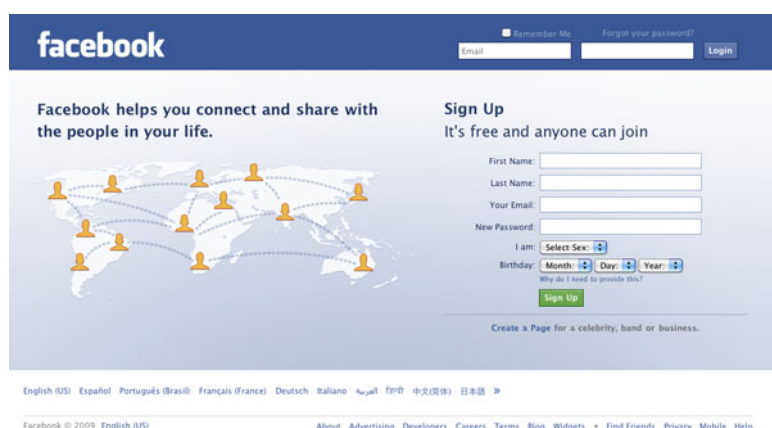 facebook
Remember Me Forgot your password?
Email Login
Facebook helps you connect and share with
the people in your life.
Sign Up
It's free and anyone can join
First Name:
Last Name:
Your Email:
New Password:
I am: Select Sex:
Birthday: Month: Day: Year:
Why do I need to provide this?
Sign Up
Create a Page for a celebrity, band or business.
English (US) Español Português (Brasil) Français (France) Deutsch Italiano العربية हिन्दी 中文(简体) 日本語 »
Facebook © 2009 English (US) About Advertising Developers Careers Terms Blog Widgets • Find Friends Privacy Mobile Help